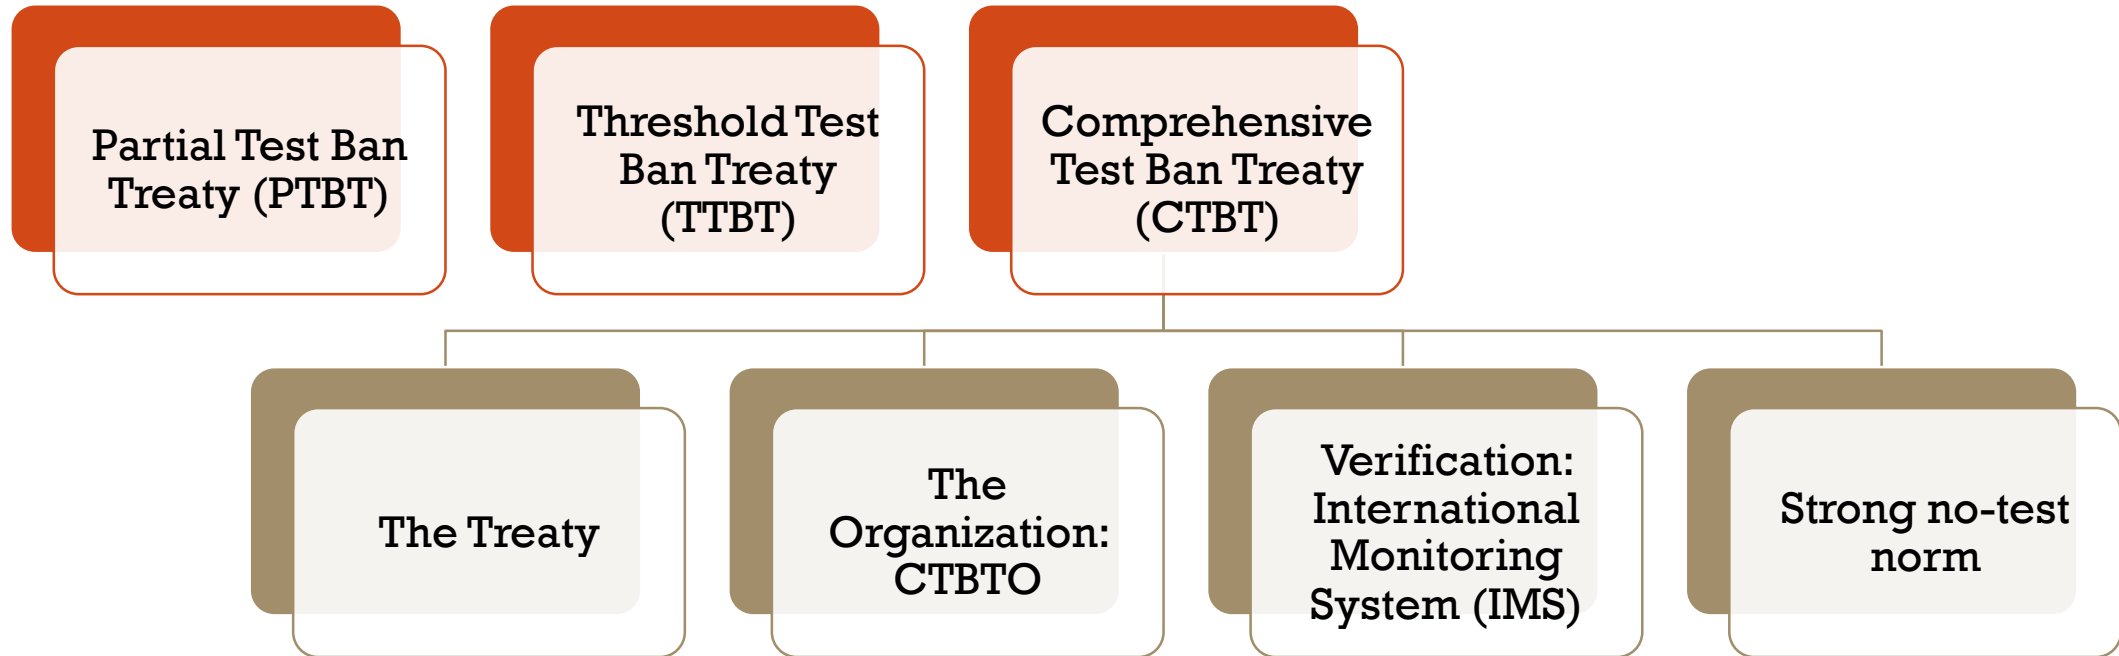 Partial Test Ban
Treaty (PTBT)
Threshold Test
Ban Treaty
(TTBT)
Comprehensive
Test Ban Treaty
(CTBT)
The Treaty
The
Organization:
CTBTO
Verification:
International
Monitoring
System (IMS)
Strong no-test
norm